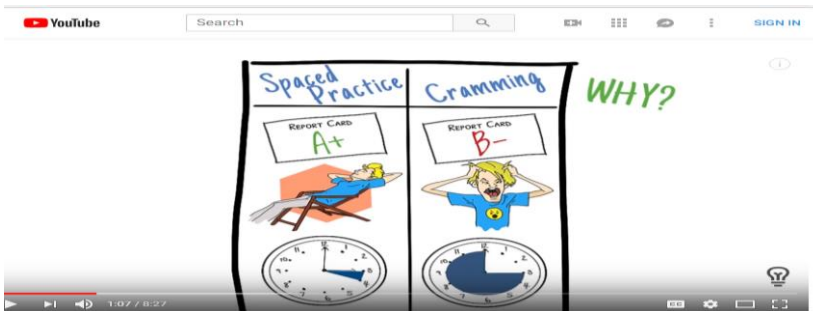 YouTube
Search
SIGN IN
Spaced Practice
Cramming
WHY?
REPORT CARD
A+
REPORT CARD
B-
1:07 / 8:27